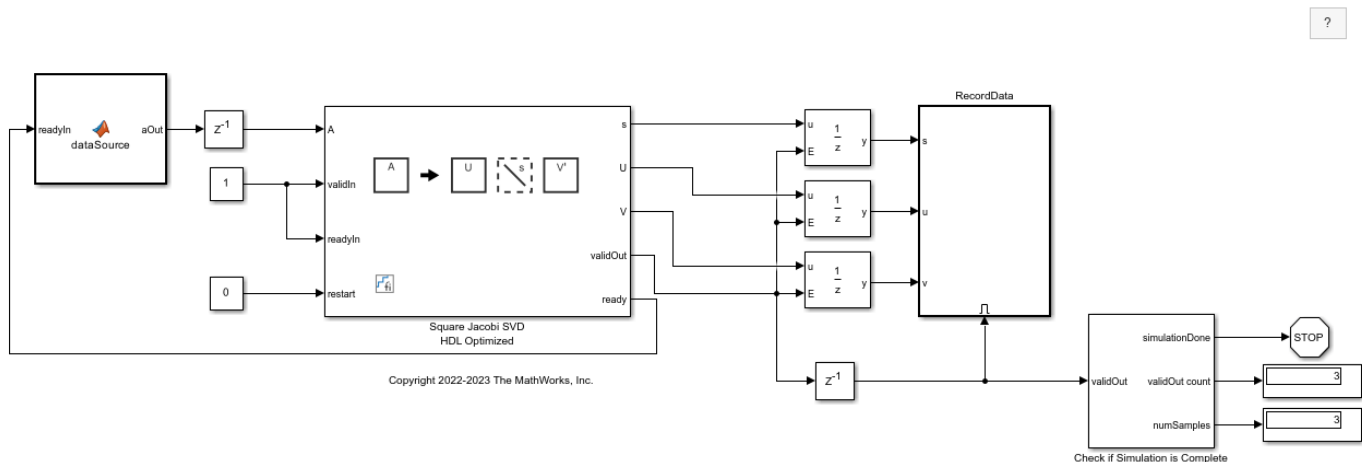 ?
RecordData
readyIn
aOut
dataSource
z-1
A
validIn
readyIn
restart
1
0
A
U
s
V'
fi
s
U
V
validOut
ready
Square Jacobi SVD
HDL Optimized
Copyright 2022-2023 The MathWorks, Inc.
u
E
1
z
y
u
E
1
z
y
u
E
1
z
y
s
u
v
z-1
validOut
simulationDone
validOut count
numSamples
STOP
3
3
Check if Simulation is Complete